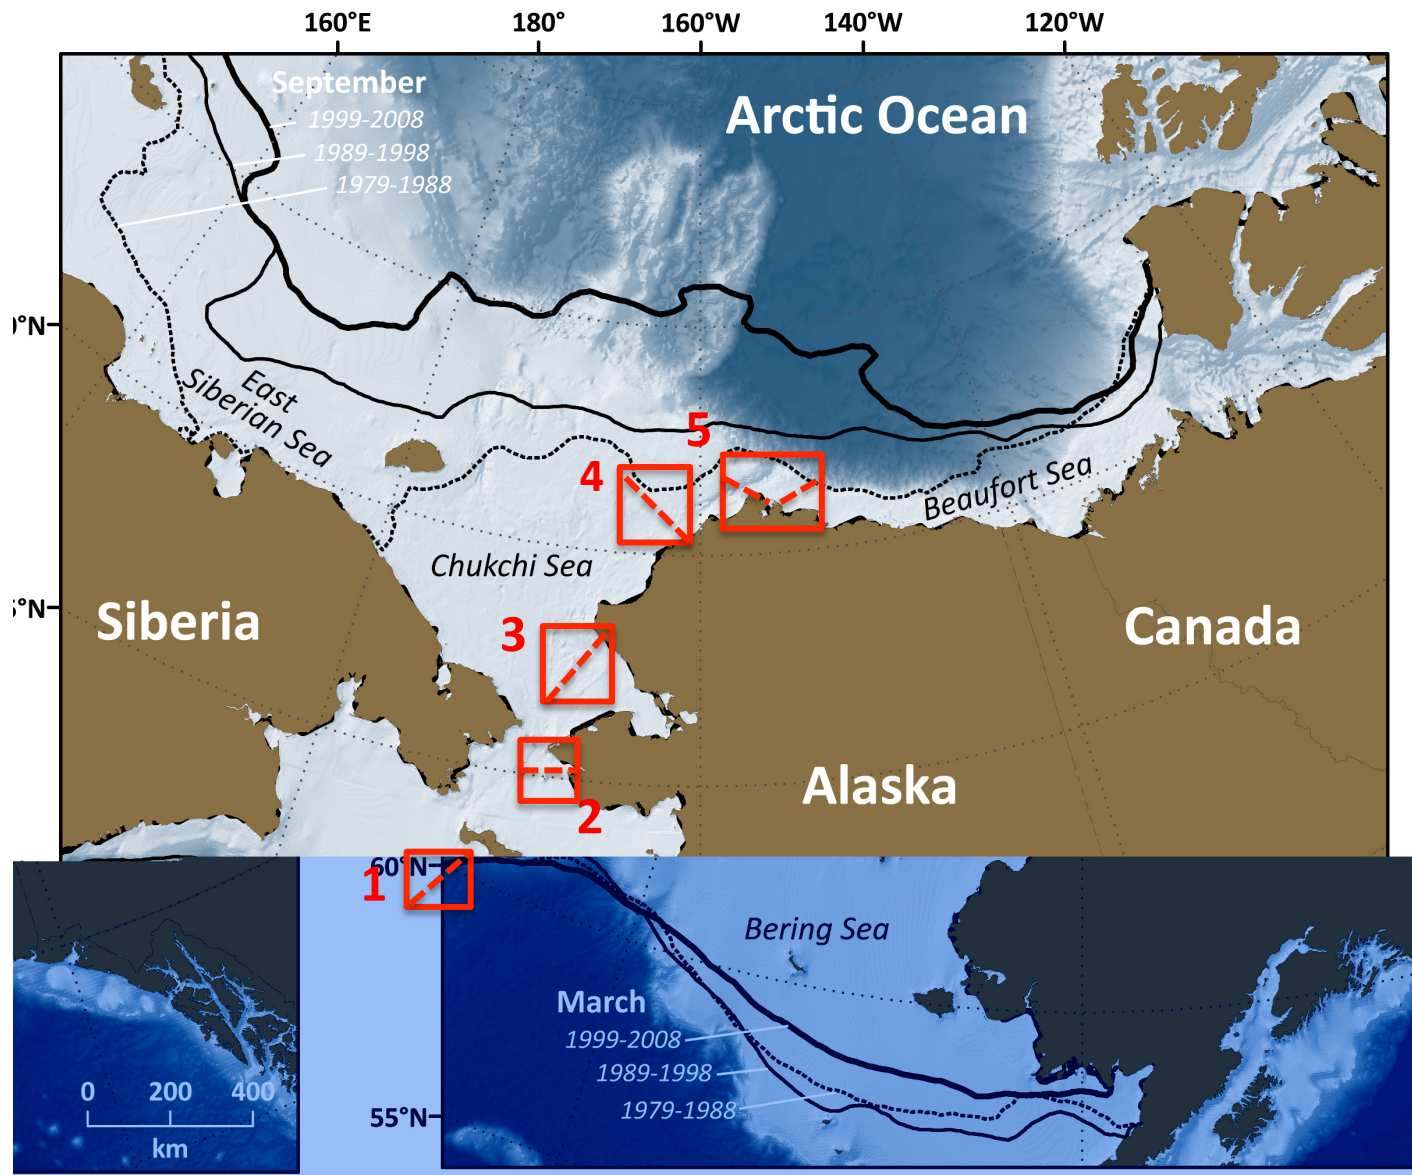 160°E 180° 160°W 140°W 120°W
September
1999-2008
1989-1998
1979-1988
Arctic Ocean
°N
East
Siberian Sea
5
4
Beaufort Sea
Chukchi Sea
°N
Siberia
3
Canada
Alaska
2
60°N
1
Bering Sea
March
1999-2008
1989-1998
1979-1988
0 200 400
km
55°N